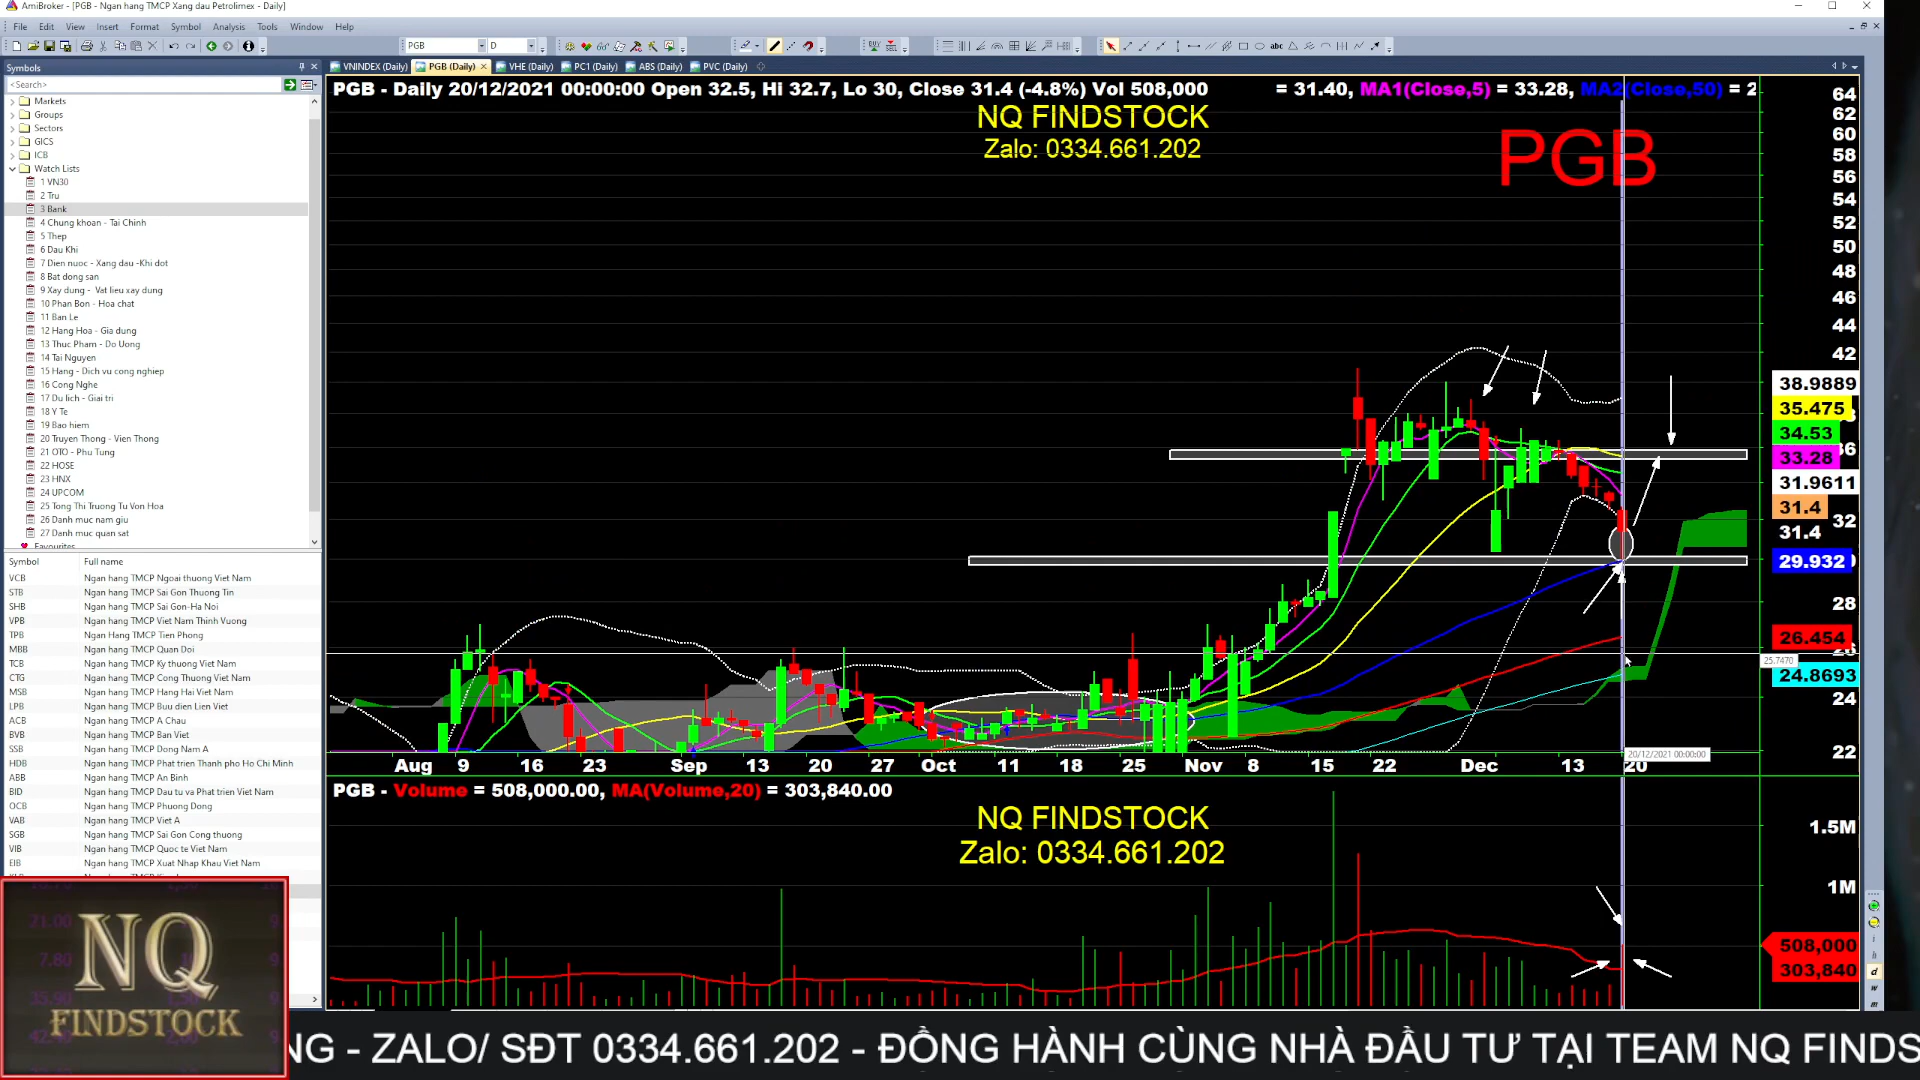 AmiBroker - [PGB - Ngan hang TMCP Xang dau Petrolimex - Daily]
File Edit View Insert Format Symbol Analysis Tools Window Help
PGB D
Symbols
VNINDEX (Daily) PGB (Daily) VHE (Daily) PC1 (Daily) ABS (Daily) PVC (Daily)
<Search>
Markets
Groups
Sectors
GICS
ICB
Watch Lists
1 VN30
2 Tru
3 Bank
4 Chung khoan - Tai Chinh
5 Thep
6 Dau Khi
7 Dien nuoc - Xang dau -Khi dot
8 Bat dong san
9 Xay dung - Vat lieu xay dung
10 Phan Bon - Hoa chat
11 Ban Le
12 Hang Hoa - Gia dung
13 Thuc Pham - Do Uong
14 Tai Nguyen
15 Hang - Dich vu cong nghiep
16 Cong Nghe
17 Du lich - Giai tri
18 Y Te
19 Bao hiem
20 Truyen Thong - Vien Thong
21 OTO - Phu Tung
22 HOSE
23 HNX
24 UPCOM
25 Tong Thi Truong Tu Von Hoa
26 Danh muc nam giu
27 Danh muc quan sat
Favourites
Symbol Full name
VCB Ngan hang TMCP Ngoai thuong Viet Nam
STB Ngan hang TMCP Sai Gon Thuong Tin
SHB Ngan hang TMCP Sai Gon-Ha Noi
VPB Ngan hang TMCP Viet Nam Thinh Vuong
TPB Ngan Hang TMCP Tien Phong
MBB Ngan hang TMCP Quan Doi
TCB Ngan hang TMCP Ky thuong Viet Nam
CTG Ngan hang TMCP Cong Thuong Viet Nam
MSB Ngan hang TMCP Hang Hai Viet Nam
LPB Ngan hang TMCP Buu dien Lien Viet
ACB Ngan hang TMCP A Chau
BVB Ngan hang TMCP Ban Viet
SSB Ngan hang TMCP Dong Nam A
HDB Ngan hang TMCP Phat trien Thanh pho Ho Chi Minh
ABB Ngan hang TMCP An Binh
BID Ngan hang TMCP Dau tu va Phat trien Viet Nam
OCB Ngan hang TMCP Phuong Dong
VAB Ngan hang TMCP Viet A
SGB Ngan hang TMCP Sai Gon Cong thuong
VIB Ngan hang TMCP Quoc te Viet Nam
EIB Ngan hang TMCP Xuat Nhap Khau Viet Nam
PGB - Daily 20/12/2021 00:00:00 Open 32.5, Hi 32.7, Lo 30, Close 31.4 (-4.8%) Vol 508,000 = 31.40, MA1(Close,5) = 33.28, MA2(Close,50) = 2
NQ FINDSTOCK
Zalo: 0334.661.202
PGB
64
62
60
58
56
54
52
50
48
46
44
42
38.9889
35.475
34.53
36
33.28
31.9611
31.4
32
31.4
29.932
28
26.454
25.7470
24.8693
24
22
Aug 9 16 23 Sep 13 20 27 Oct 11 18 25 Nov 8 15 22 Dec 13 20
20/12/2021 00:00:00
PGB - Volume = 508,000.00, MA(Volume,20) = 303,840.00
NQ FINDSTOCK
Zalo: 0334.661.202
1.5M
1M
508,000
303,840
NQ
FINDSTOCK
NG - ZALO/ SĐT 0334.661.202 - ĐỒNG HÀNH CÙNG NHÀ ĐẦU TƯ TẠI TEAM NQ FINDS